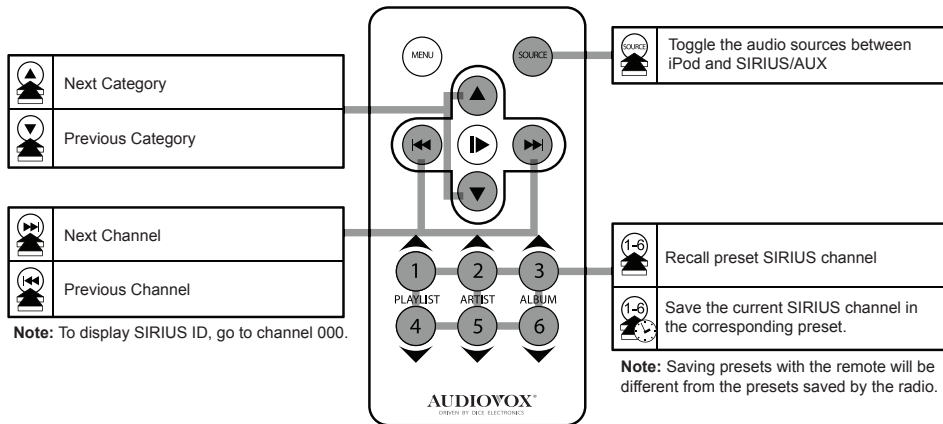 Next Category
Previous Category
Next Channel
Previous Channel
Note: To display SIRIUS ID, go to channel 000.
MENU
SOURCE
1
2
3
PLAYLIST
ARTIST
ALBUM
4
5
6
AUDIOVOX®
DRIVEN BY DICE ELECTRONICS
SOURCE
Toggle the audio sources between
iPod and SIRIUS/AUX
1-6
Recall preset SIRIUS channel
1-6
Save the current SIRIUS channel in
the corresponding preset.
Note: Saving presets with the remote will be
different from the presets saved by the radio.